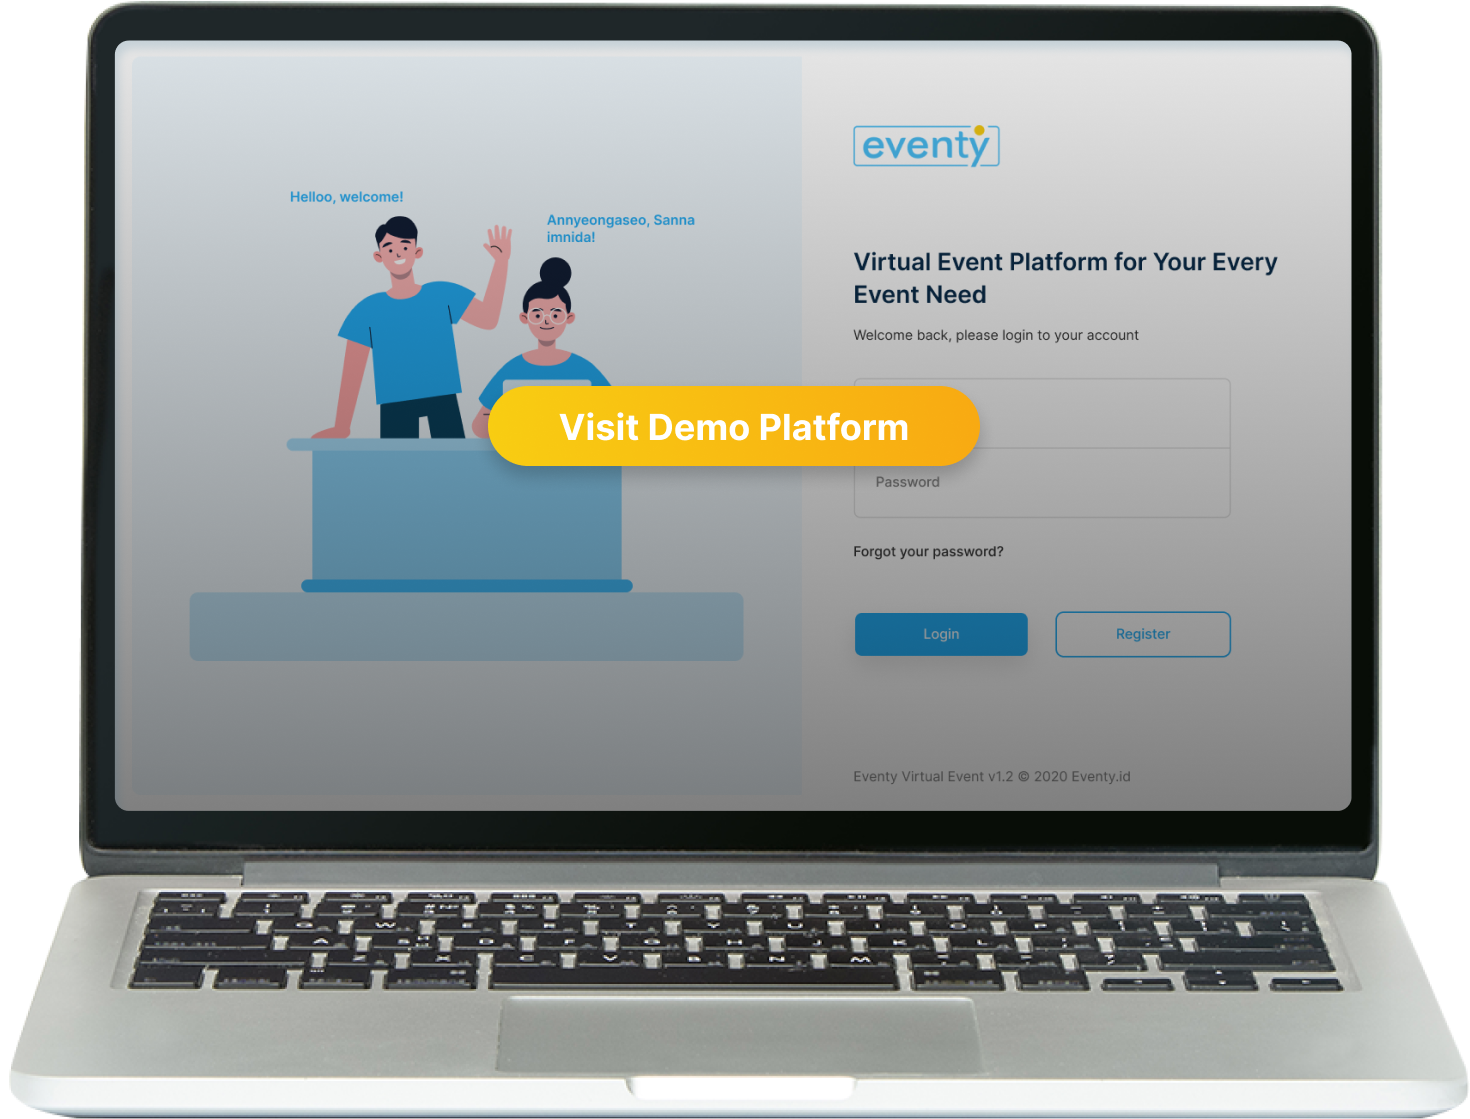 eventy
Helloo, welcome!
Annyeongaseo, Sanna
imnida!
Virtual Event Platform for Your Every
Event Need
Welcome back, please login to your account
Visit Demo Platform
Password
Forgot your password?
Login
Register
Eventy Virtual Event v1.2 © 2020 Eventy.id
Q W E R T Y U I O P
A S D F G H J K L
Z X C V B N M